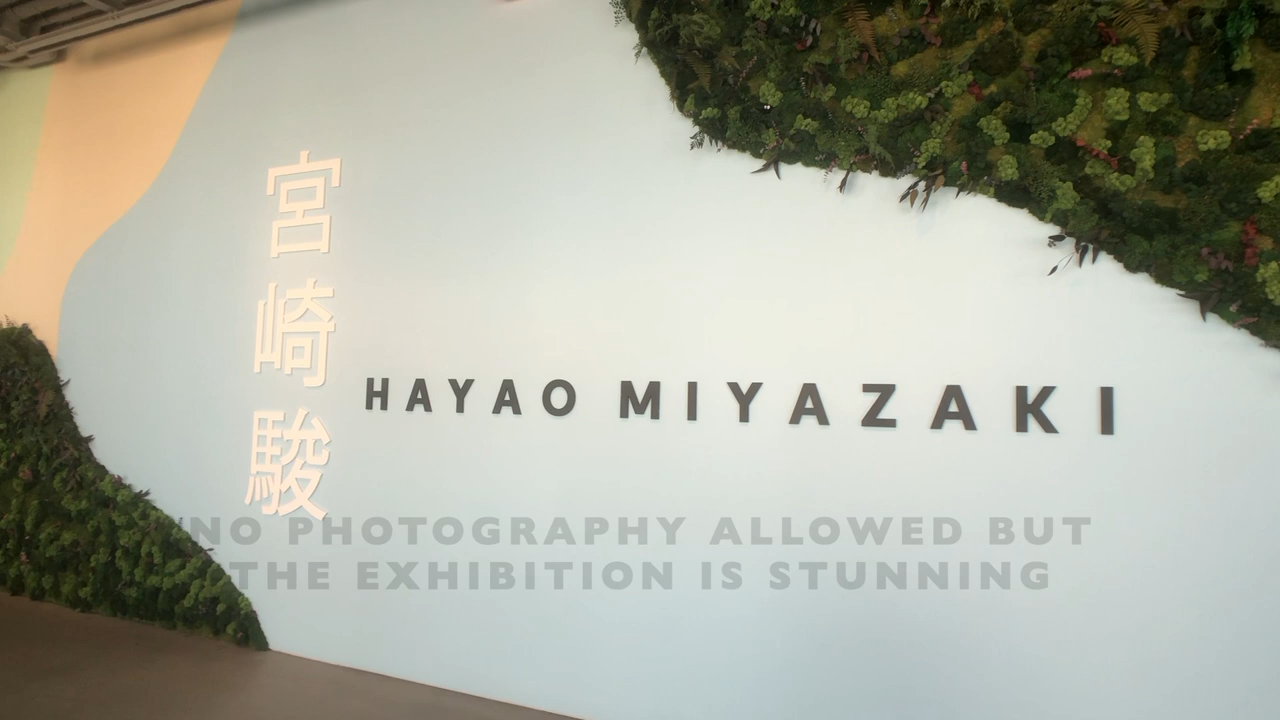 宮崎駿
HAYAO MIYAZAKI
NO PHOTOGRAPHY ALLOWED BUT
THE EXHIBITION IS STUNNING